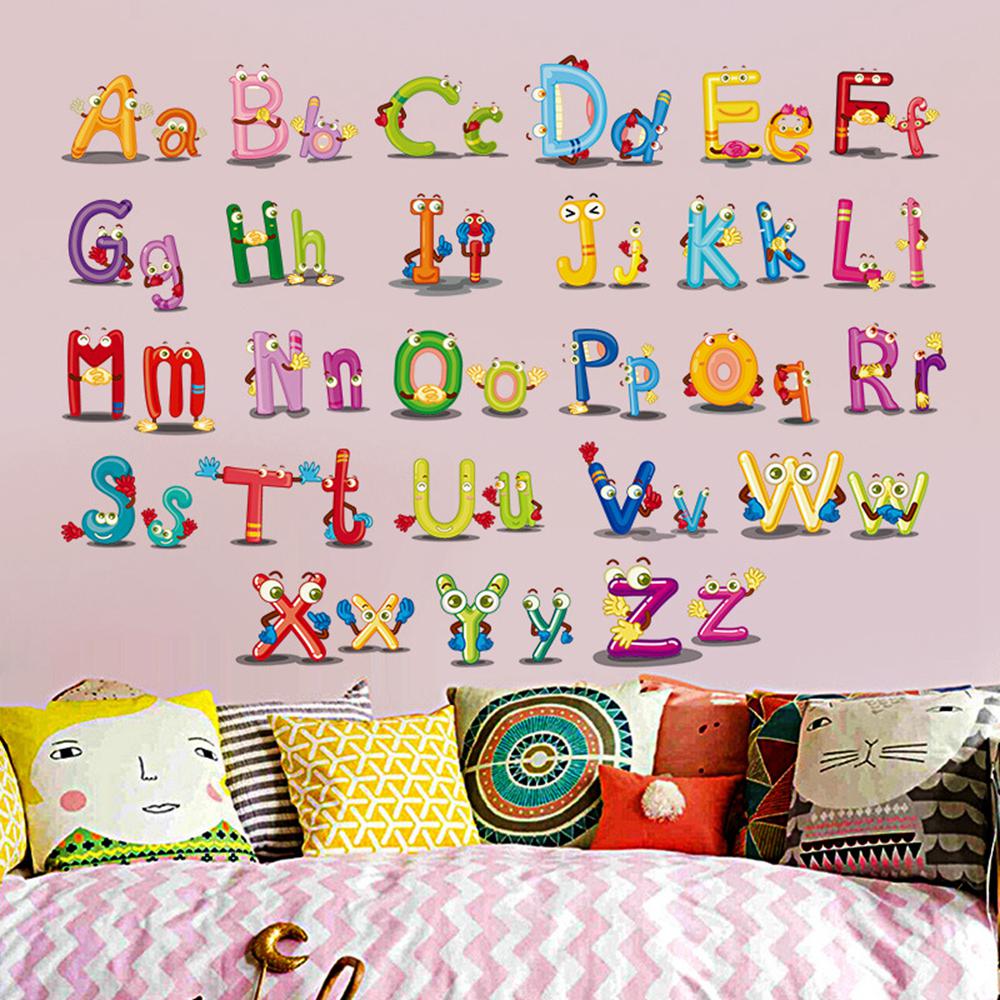 Aa Bb Cc Dd Ee Ff
Gg Hh Ii Jj Kk Ll
Mm Nn Oo Pp Qq Rr
Ss Tt Uu Vv Ww
Xx Yy Zz